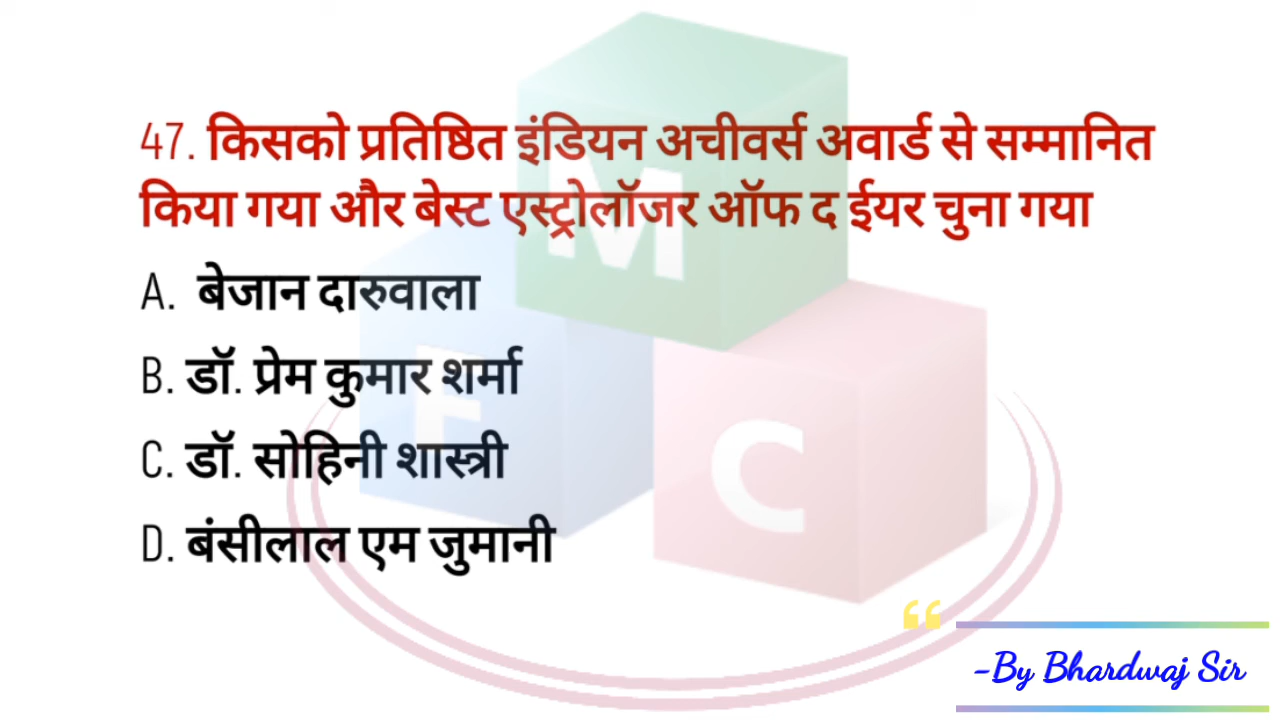 47. किसको प्रतिष्ठित इंडियन अचीवर्स अवार्ड से सम्मानित
किया गया और बेस्ट एस्ट्रोलॉजर ऑफ द ईयर चुना गया
A. बेजान दारुवाला
B. डॉ. प्रेम कुमार शर्मा
C. डॉ. सोहिनी शास्त्री
D. बंसीलाल एम जुमानी
M
F
C
“
-By Bhardwaj Sir